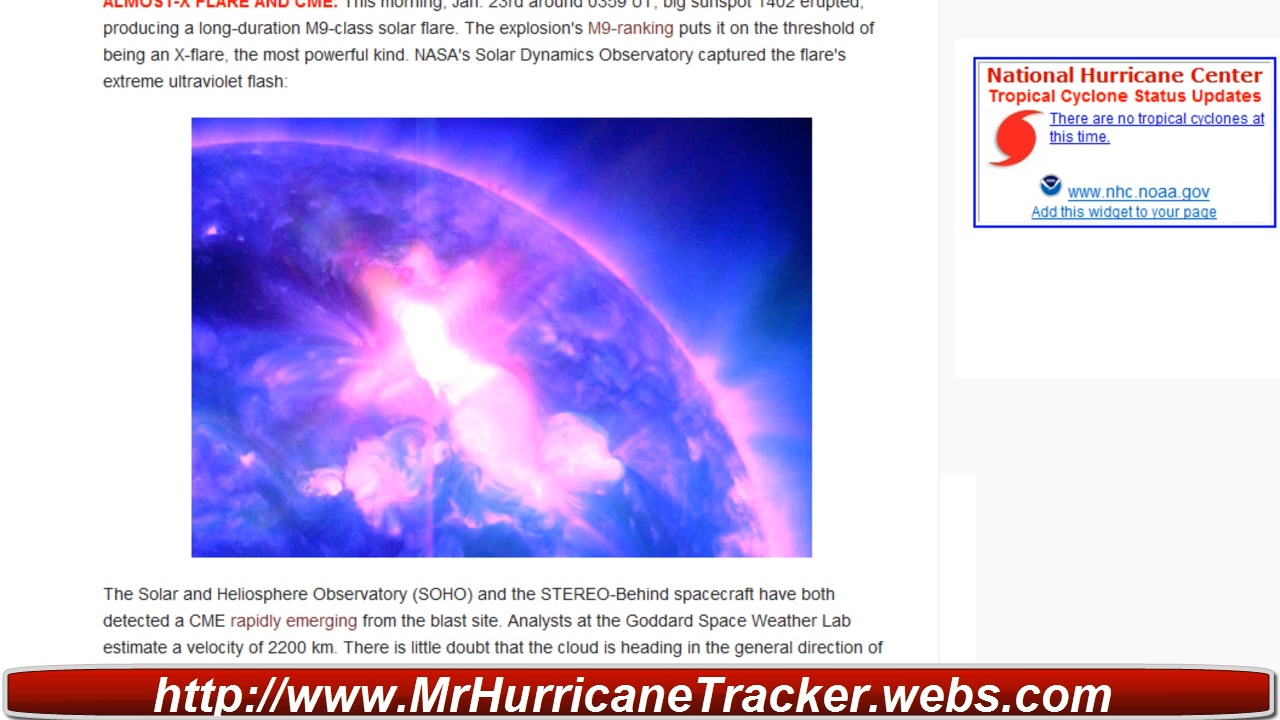 ALMOST-X FLARE AND CME: This morning, Jan. 23rd around 0359 UT, big sunspot 1402 erupted,
producing a long-duration M9-class solar flare. The explosion's M9-ranking puts it on the threshold of
being an X-flare, the most powerful kind. NASA's Solar Dynamics Observatory captured the flare's
extreme ultraviolet flash:
The Solar and Heliosphere Observatory (SOHO) and the STEREO-Behind spacecraft have both
detected a CME rapidly emerging from the blast site. Analysts at the Goddard Space Weather Lab
estimate a velocity of 2200 km. There is little doubt that the cloud is heading in the general direction of
National Hurricane Center
Tropical Cyclone Status Updates
There are no tropical cyclones at
this time.
www.nhc.noaa.gov
Add this widget to your page
http://www.MrHurricaneTracker.webs.com